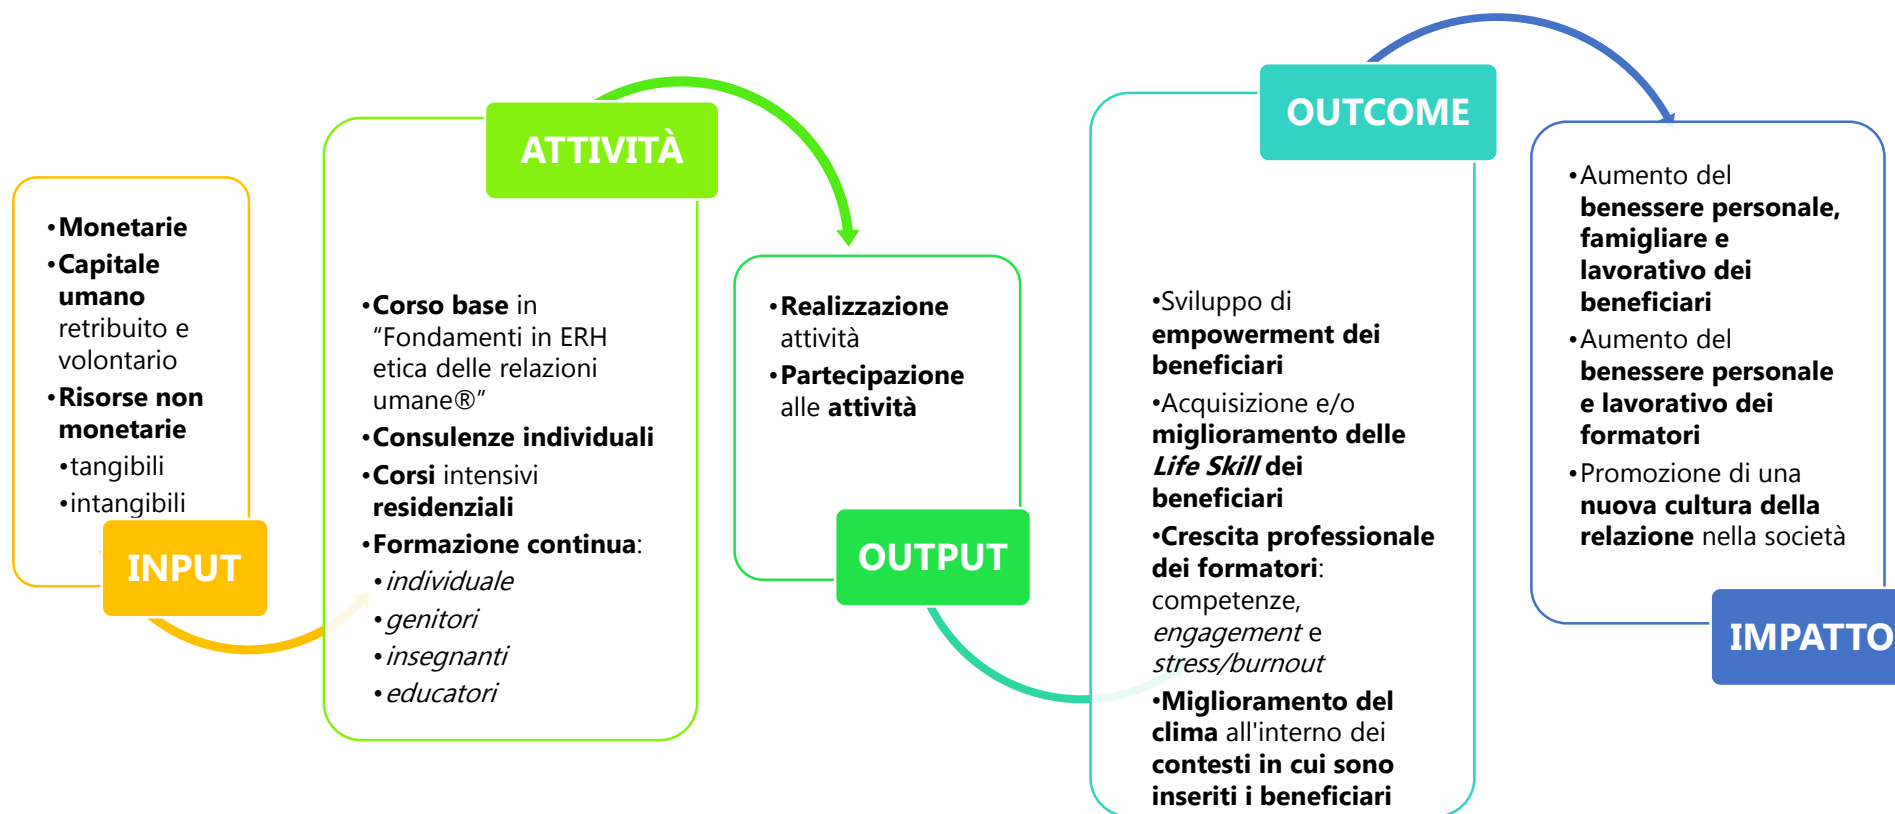 •Monetarie
•Capitale
umano
retribuito e
volontario
•Risorse non
monetarie
•tangibili
•intangibili
INPUT
ATTIVITÀ
•Corso base in
“Fondamenti in ERH
etica delle relazioni
umane®”
•Consulenze individuali
•Corsi intensivi
residenziali
•Formazione continua:
•individuale
•genitori
•insegnanti
•educatori
•Realizzazione
attività
•Partecipazione
alle attività
OUTPUT
OUTCOME
•Sviluppo di
empowerment dei
beneficiari
•Acquisizione e/o
miglioramento delle
Life Skill dei
beneficiari
•Crescita professionale
dei formatori:
competenze,
engagement e
stress/burnout
•Miglioramento del
clima all'interno dei
contesti in cui sono
inseriti i beneficiari
•Aumento del
benessere personale,
famigliare e
lavorativo dei
beneficiari
•Aumento del
benessere personale
e lavorativo dei
formatori
•Promozione di una
nuova cultura della
relazione nella società
IMPATTO